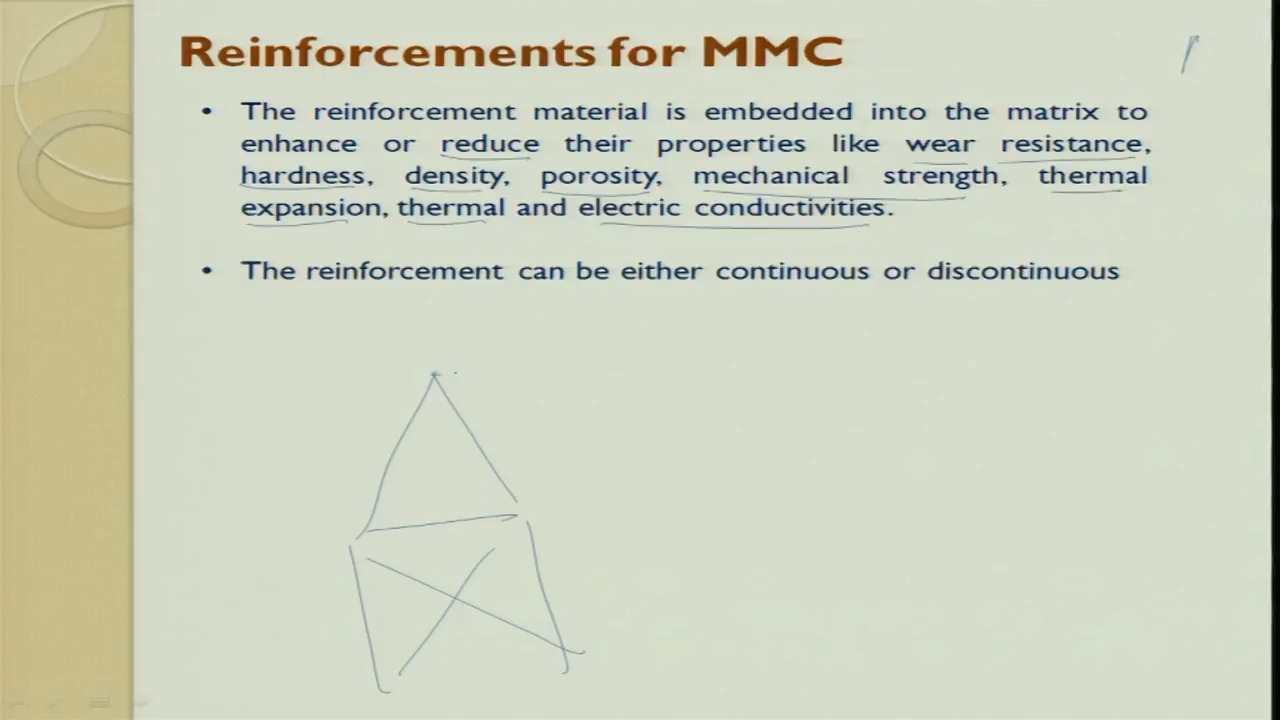 Reinforcements for MMC
• The reinforcement material is embedded into the matrix to
enhance or reduce their properties like wear resistance,
hardness, density, porosity, mechanical strength, thermal
expansion, thermal and electric conductivities.
• The reinforcement can be either continuous or discontinuous